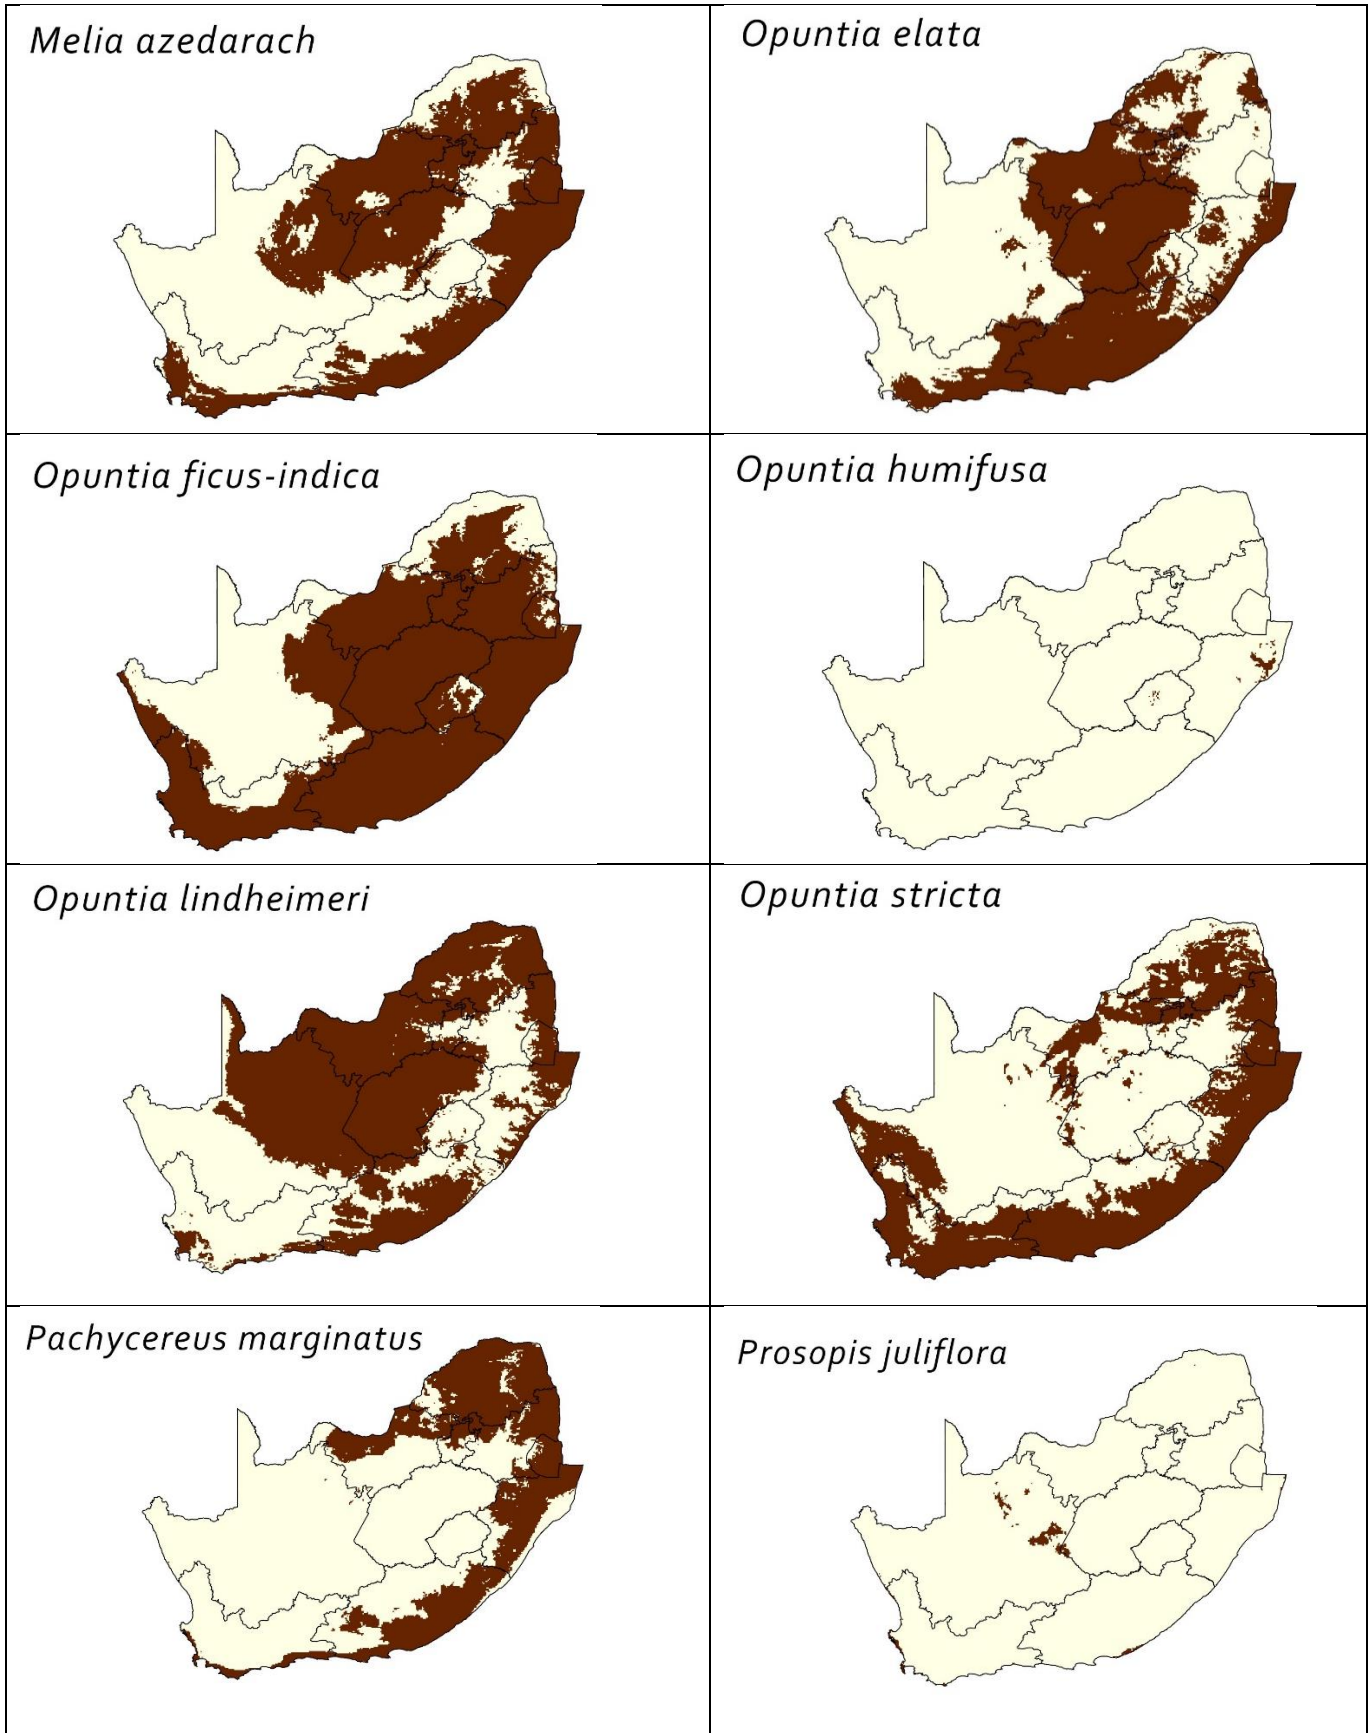 Melia azedarach
Opuntia elata
Opuntia ficus-indica
Opuntia humifusa
Opuntia lindheimeri
Opuntia stricta
Pachycereus marginatus
Prosopis juliflora